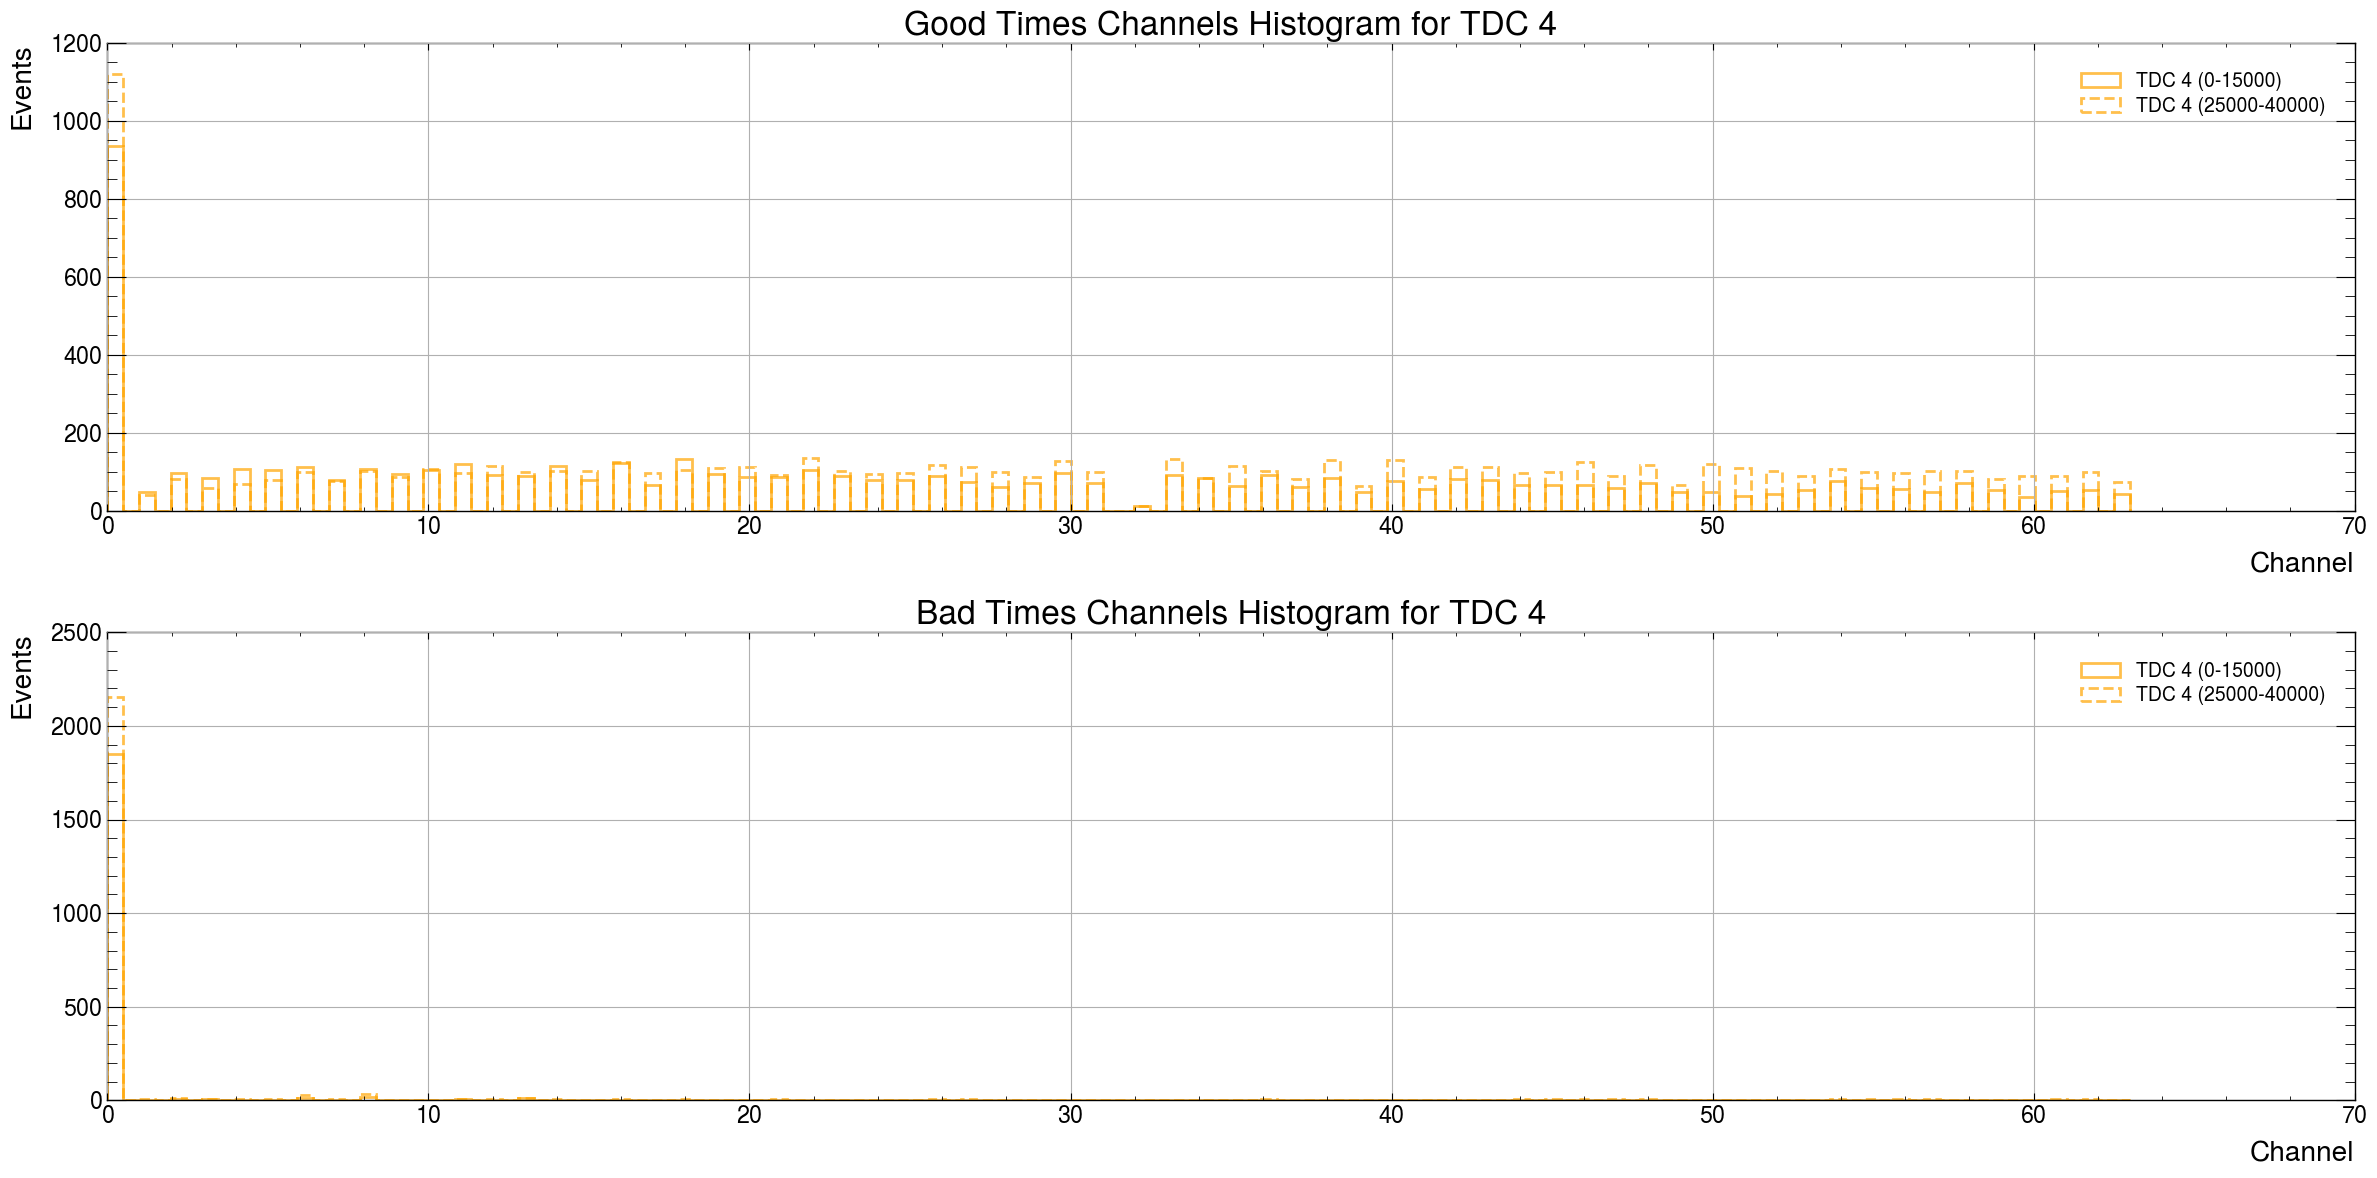 Good Times Channels Histogram for TDC 4
Events
1200
1000
800
600
400
200
0
TDC 4 (0-15000)
TDC 4 (25000-40000)
0 10 20 30 40 50 60 70
Channel
Bad Times Channels Histogram for TDC 4
Events
2500
2000
1500
1000
500
0
TDC 4 (0-15000)
TDC 4 (25000-40000)
0 10 20 30 40 50 60 70
Channel